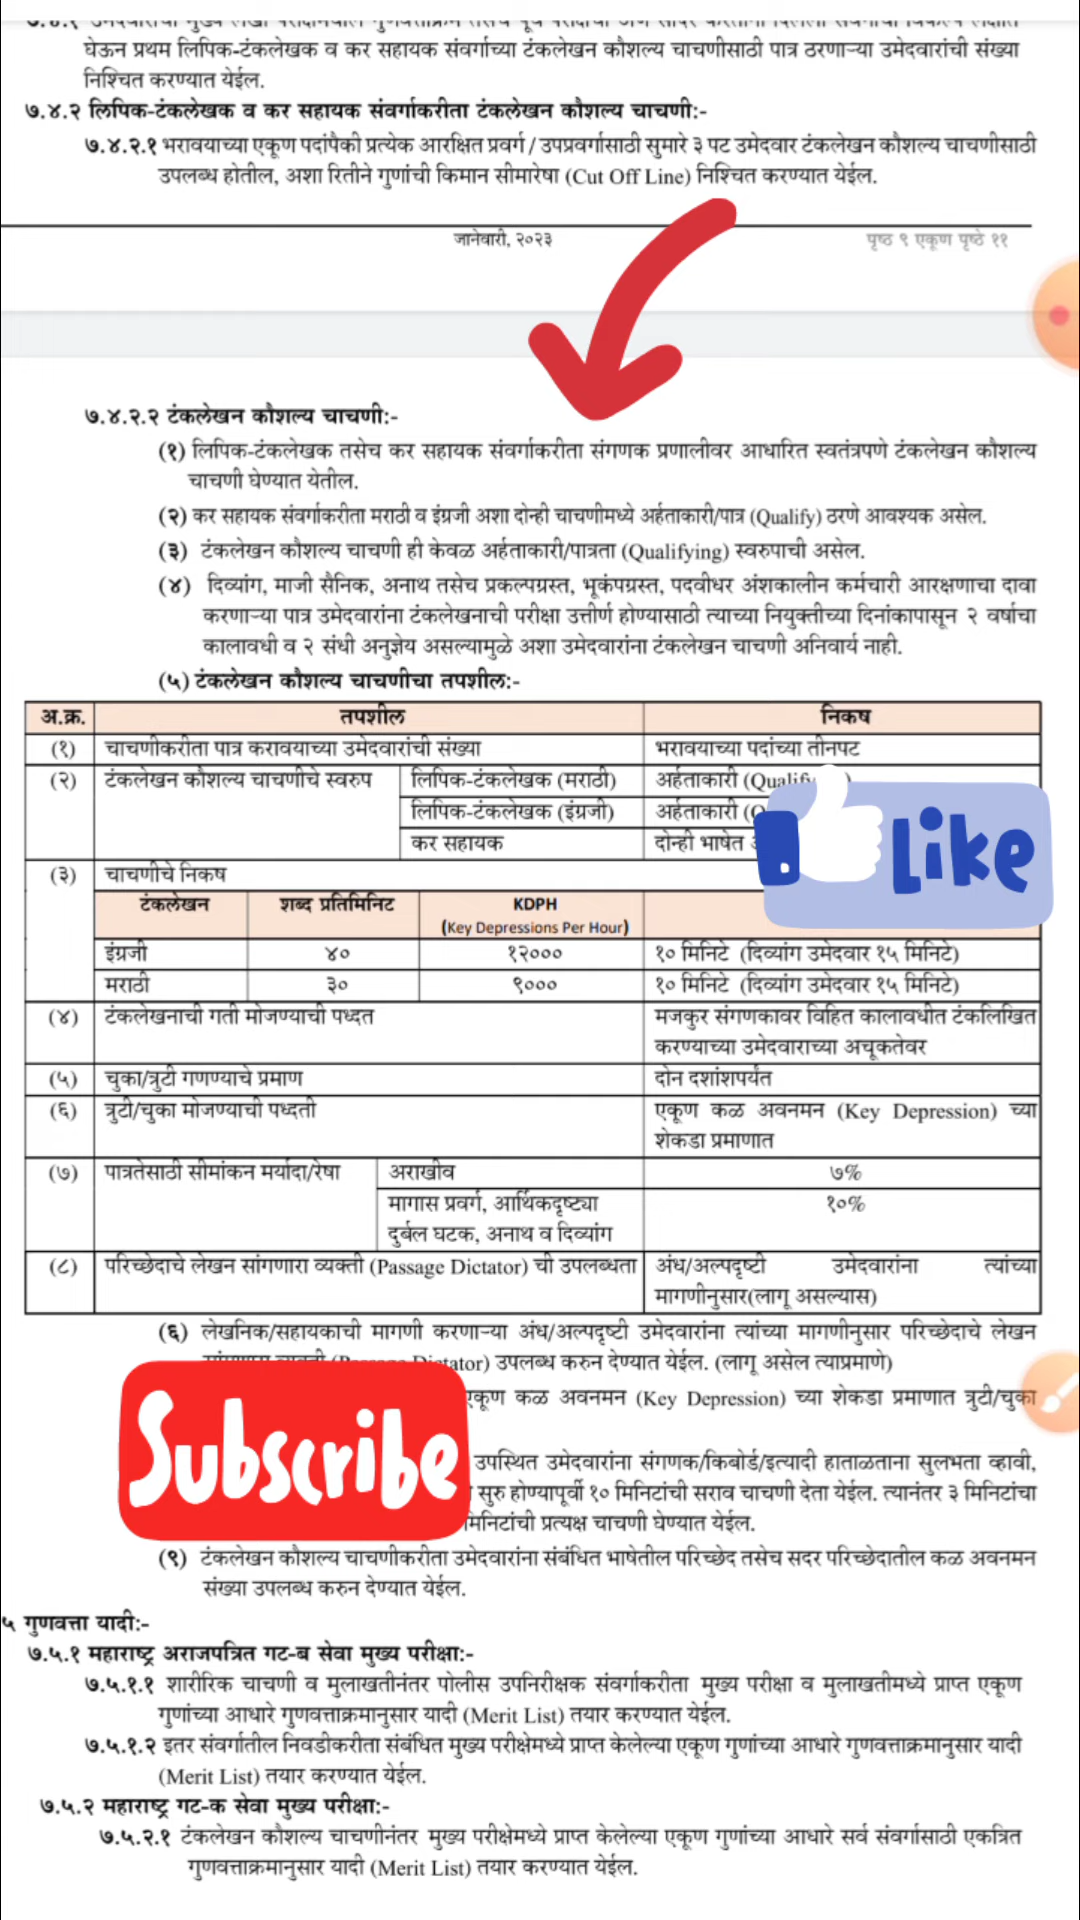 घेऊन प्रथम लिपिक-टंकलेखक व कर सहायक संवर्गाच्या टंकलेखन कौशल्य चाचणीसाठी पात्र ठरणाऱ्या उमेदवारांची संख्या
निश्चित करण्यात येईल.
७.४.२ लिपिक-टंकलेखक व कर सहायक संवर्गाकरीता टंकलेखन कौशल्य चाचणी:-
७.४.२.१ भरावयाच्या एकूण पदांपैकी प्रत्येक आरक्षित प्रवर्ग / उपप्रवर्गासाठी सुमारे ३ पट उमेदवार टंकलेखन कौशल्य चाचणीसाठी
उपलब्ध होतील, अशा रितीने गुणांची किमान सीमारेषा (Cut Off Line) निश्चित करण्यात येईल.
जानेवारी, २०२३
पृष्ठ ९ एकूण पृष्ठे ११
७.४.२.२ टंकलेखन कौशल्य चाचणी:-
(१) लिपिक-टंकलेखक तसेच कर सहायक संवर्गाकरीता संगणक प्रणालीवर आधारित स्वतंत्रपणे टंकलेखन कौशल्य
चाचणी घेण्यात येतील.
(२) कर सहायक संवर्गाकरीता मराठी व इंग्रजी अशा दोन्ही चाचणीमध्ये अर्हताकारी/पात्र (Qualify) ठरणे आवश्यक असेल.
(३) टंकलेखन कौशल्य चाचणी ही केवळ अर्हताकारी/पात्रता (Qualifying) स्वरुपाची असेल.
(४) दिव्यांग, माजी सैनिक, अनाथ तसेच प्रकल्पग्रस्त, भूकंपग्रस्त, पदवीधर अंशकालीन कर्मचारी आरक्षणाचा दावा
करणाऱ्या पात्र उमेदवारांना टंकलेखनाची परीक्षा उत्तीर्ण होण्यासाठी त्याच्या नियुक्तीच्या दिनांकापासून २ वर्षाचा
कालावधी व २ संधी अनुज्ञेय असल्यामुळे अशा उमेदवारांना टंकलेखन चाचणी अनिवार्य नाही.
(५) टंकलेखन कौशल्य चाचणीचा तपशील:-
अ.क्र. तपशील निकष
(१) चाचणीकरीता पात्र करावयाच्या उमेदवारांची संख्या भरावयाच्या पदांच्या तीनपट
(२) टंकलेखन कौशल्य चाचणीचे स्वरुप लिपिक-टंकलेखक (मराठी) अर्हताकारी
लिपिक-टंकलेखक (इंग्रजी) अर्हताकारी
कर सहायक दोन्ही भाषेत
Like
(३) चाचणीचे निकष
टंकलेखन शब्द प्रतिमिनिट KDPH
(Key Depressions Per Hour)
इंग्रजी ४० १२००० १० मिनिटे (दिव्यांग उमेदवार १५ मिनिटे)
मराठी ३० ९००० १० मिनिटे (दिव्यांग उमेदवार १५ मिनिटे)
(४) टंकलेखनाची गती मोजण्याची पध्दत मजकुर संगणकावर विहित कालावधीत टंकलिखित
करण्याच्या उमेदवाराच्या अचूकतेवर
(५) चुका/त्रुटी गणण्याचे प्रमाण दोन दशांशपर्यंत
(६) त्रुटी/चुका मोजण्याची पध्दती एकूण कळ अवनमन (Key Depression) च्या
शेकडा प्रमाणात
(७) पात्रतेसाठी सीमांकन मर्यादा/रेषा अराखीव ७%
मागास प्रवर्ग, आर्थिकदृष्ट्या १०%
दुर्बल घटक, अनाथ व दिव्यांग
(८) परिच्छेदाचे लेखन सांगणारा व्यक्ती (Passage Dictator) ची उपलब्धता अंध/अल्पदृष्टी उमेदवारांना त्यांच्या
मागणीनुसार(लागू असल्यास)
(६) लेखनिक/सहायकाची मागणी करणाऱ्या अंध/अल्पदृष्टी उमेदवारांना त्यांच्या मागणीनुसार परिच्छेदाचे लेखन
उपलब्ध करुन देण्यात येईल. (लागू असेल त्याप्रमाणे)
एकूण कळ अवनमन (Key Depression) च्या शेकडा प्रमाणात त्रुटी/चुका
Subscribe
उपस्थित उमेदवारांना संगणक/किबोर्ड/इत्यादी हाताळताना सुलभता व्हावी,
सुरु होण्यापूर्वी १० मिनिटांची सराव चाचणी देता येईल. त्यानंतर ३ मिनिटांचा
मिनिटांची प्रत्यक्ष चाचणी घेण्यात येईल.
(९) टंकलेखन कौशल्य चाचणीकरीता उमेदवारांना संबंधित भाषेतील परिच्छेद तसेच सदर परिच्छेदातील कळ अवनमन
संख्या उपलब्ध करुन देण्यात येईल.
५ गुणवत्ता यादी:-
७.५.१ महाराष्ट्र अराजपत्रित गट-ब सेवा मुख्य परीक्षा:-
७.५.१.१ शारीरिक चाचणी व मुलाखतीनंतर पोलीस उपनिरीक्षक संवर्गाकरीता मुख्य परीक्षा व मुलाखतीमध्ये प्राप्त एकूण
गुणांच्या आधारे गुणवत्ताक्रमानुसार यादी (Merit List) तयार करण्यात येईल.
७.५.१.२ इतर संवर्गातील निवडीकरीता संबंधित मुख्य परीक्षेमध्ये प्राप्त केलेल्या एकूण गुणांच्या आधारे गुणवत्ताक्रमानुसार यादी
(Merit List) तयार करण्यात येईल.
७.५.२ महाराष्ट्र गट-क सेवा मुख्य परीक्षा:-
७.५.२.१ टंकलेखन कौशल्य चाचणीनंतर मुख्य परीक्षेमध्ये प्राप्त केलेल्या एकूण गुणांच्या आधारे सर्व संवर्गासाठी एकत्रित
गुणवत्ताक्रमानुसार यादी (Merit List) तयार करण्यात येईल.